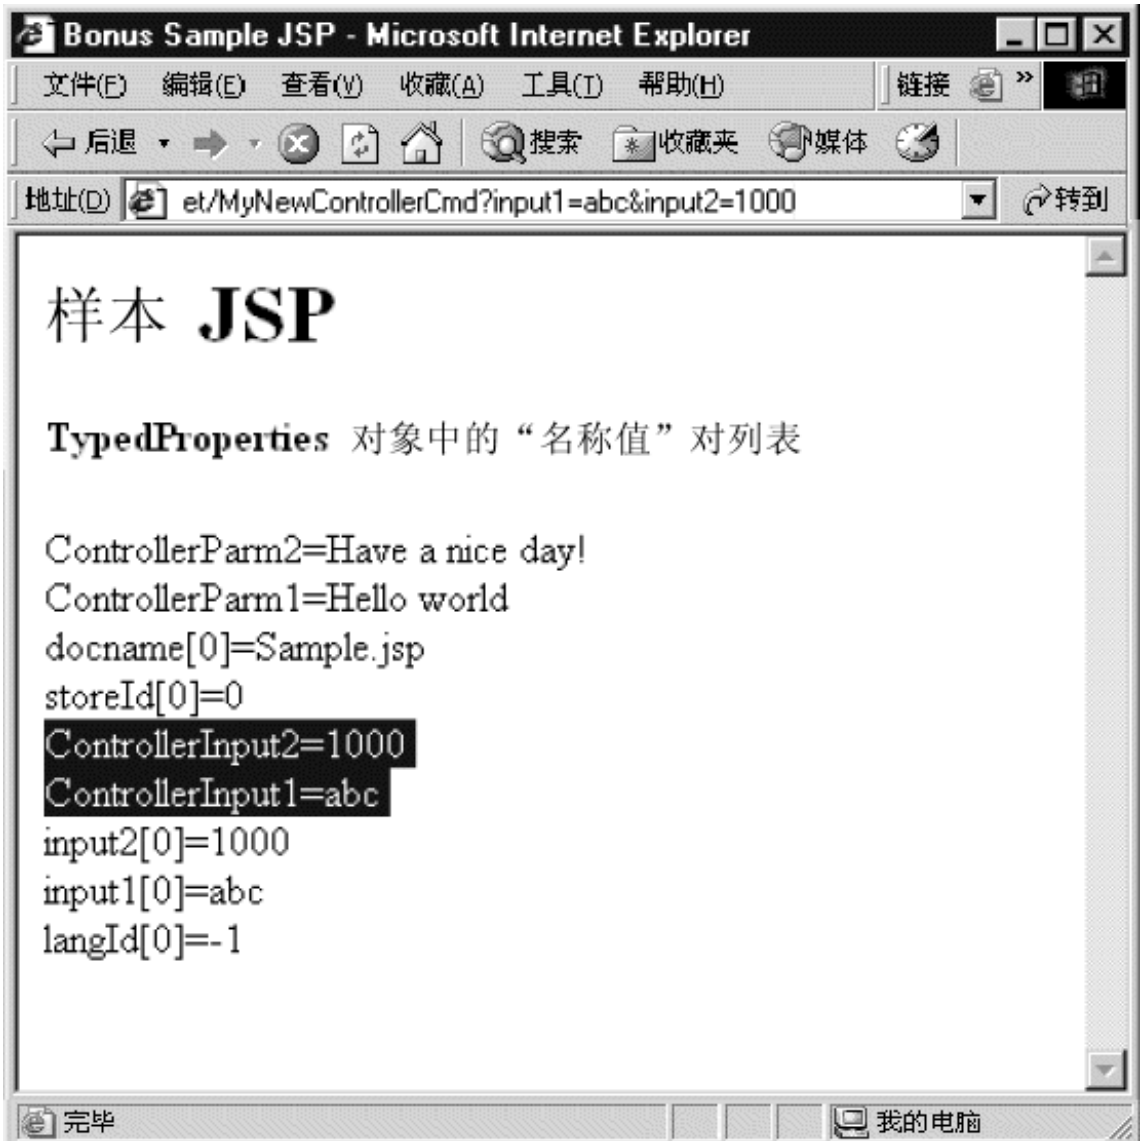 Bonus Sample JSP - Microsoft Internet Explorer
文件(F) 编辑(E) 查看(V) 收藏(A) 工具(T) 帮助(H) 链接 »
后退 搜索 收藏夹 媒体
地址(D) et/MyNewControllerCmd?input1=abc&input2=1000 转到
样本 JSP
TypedProperties 对象中的“名称值”对列表
ControllerParm2=Have a nice day!
ControllerParm1=Hello world
docname[0]=Sample.jsp
storeId[0]=0
ControllerInput2=1000
ControllerInput1=abc
input2[0]=1000
input1[0]=abc
langId[0]=-1
完毕 我的电脑